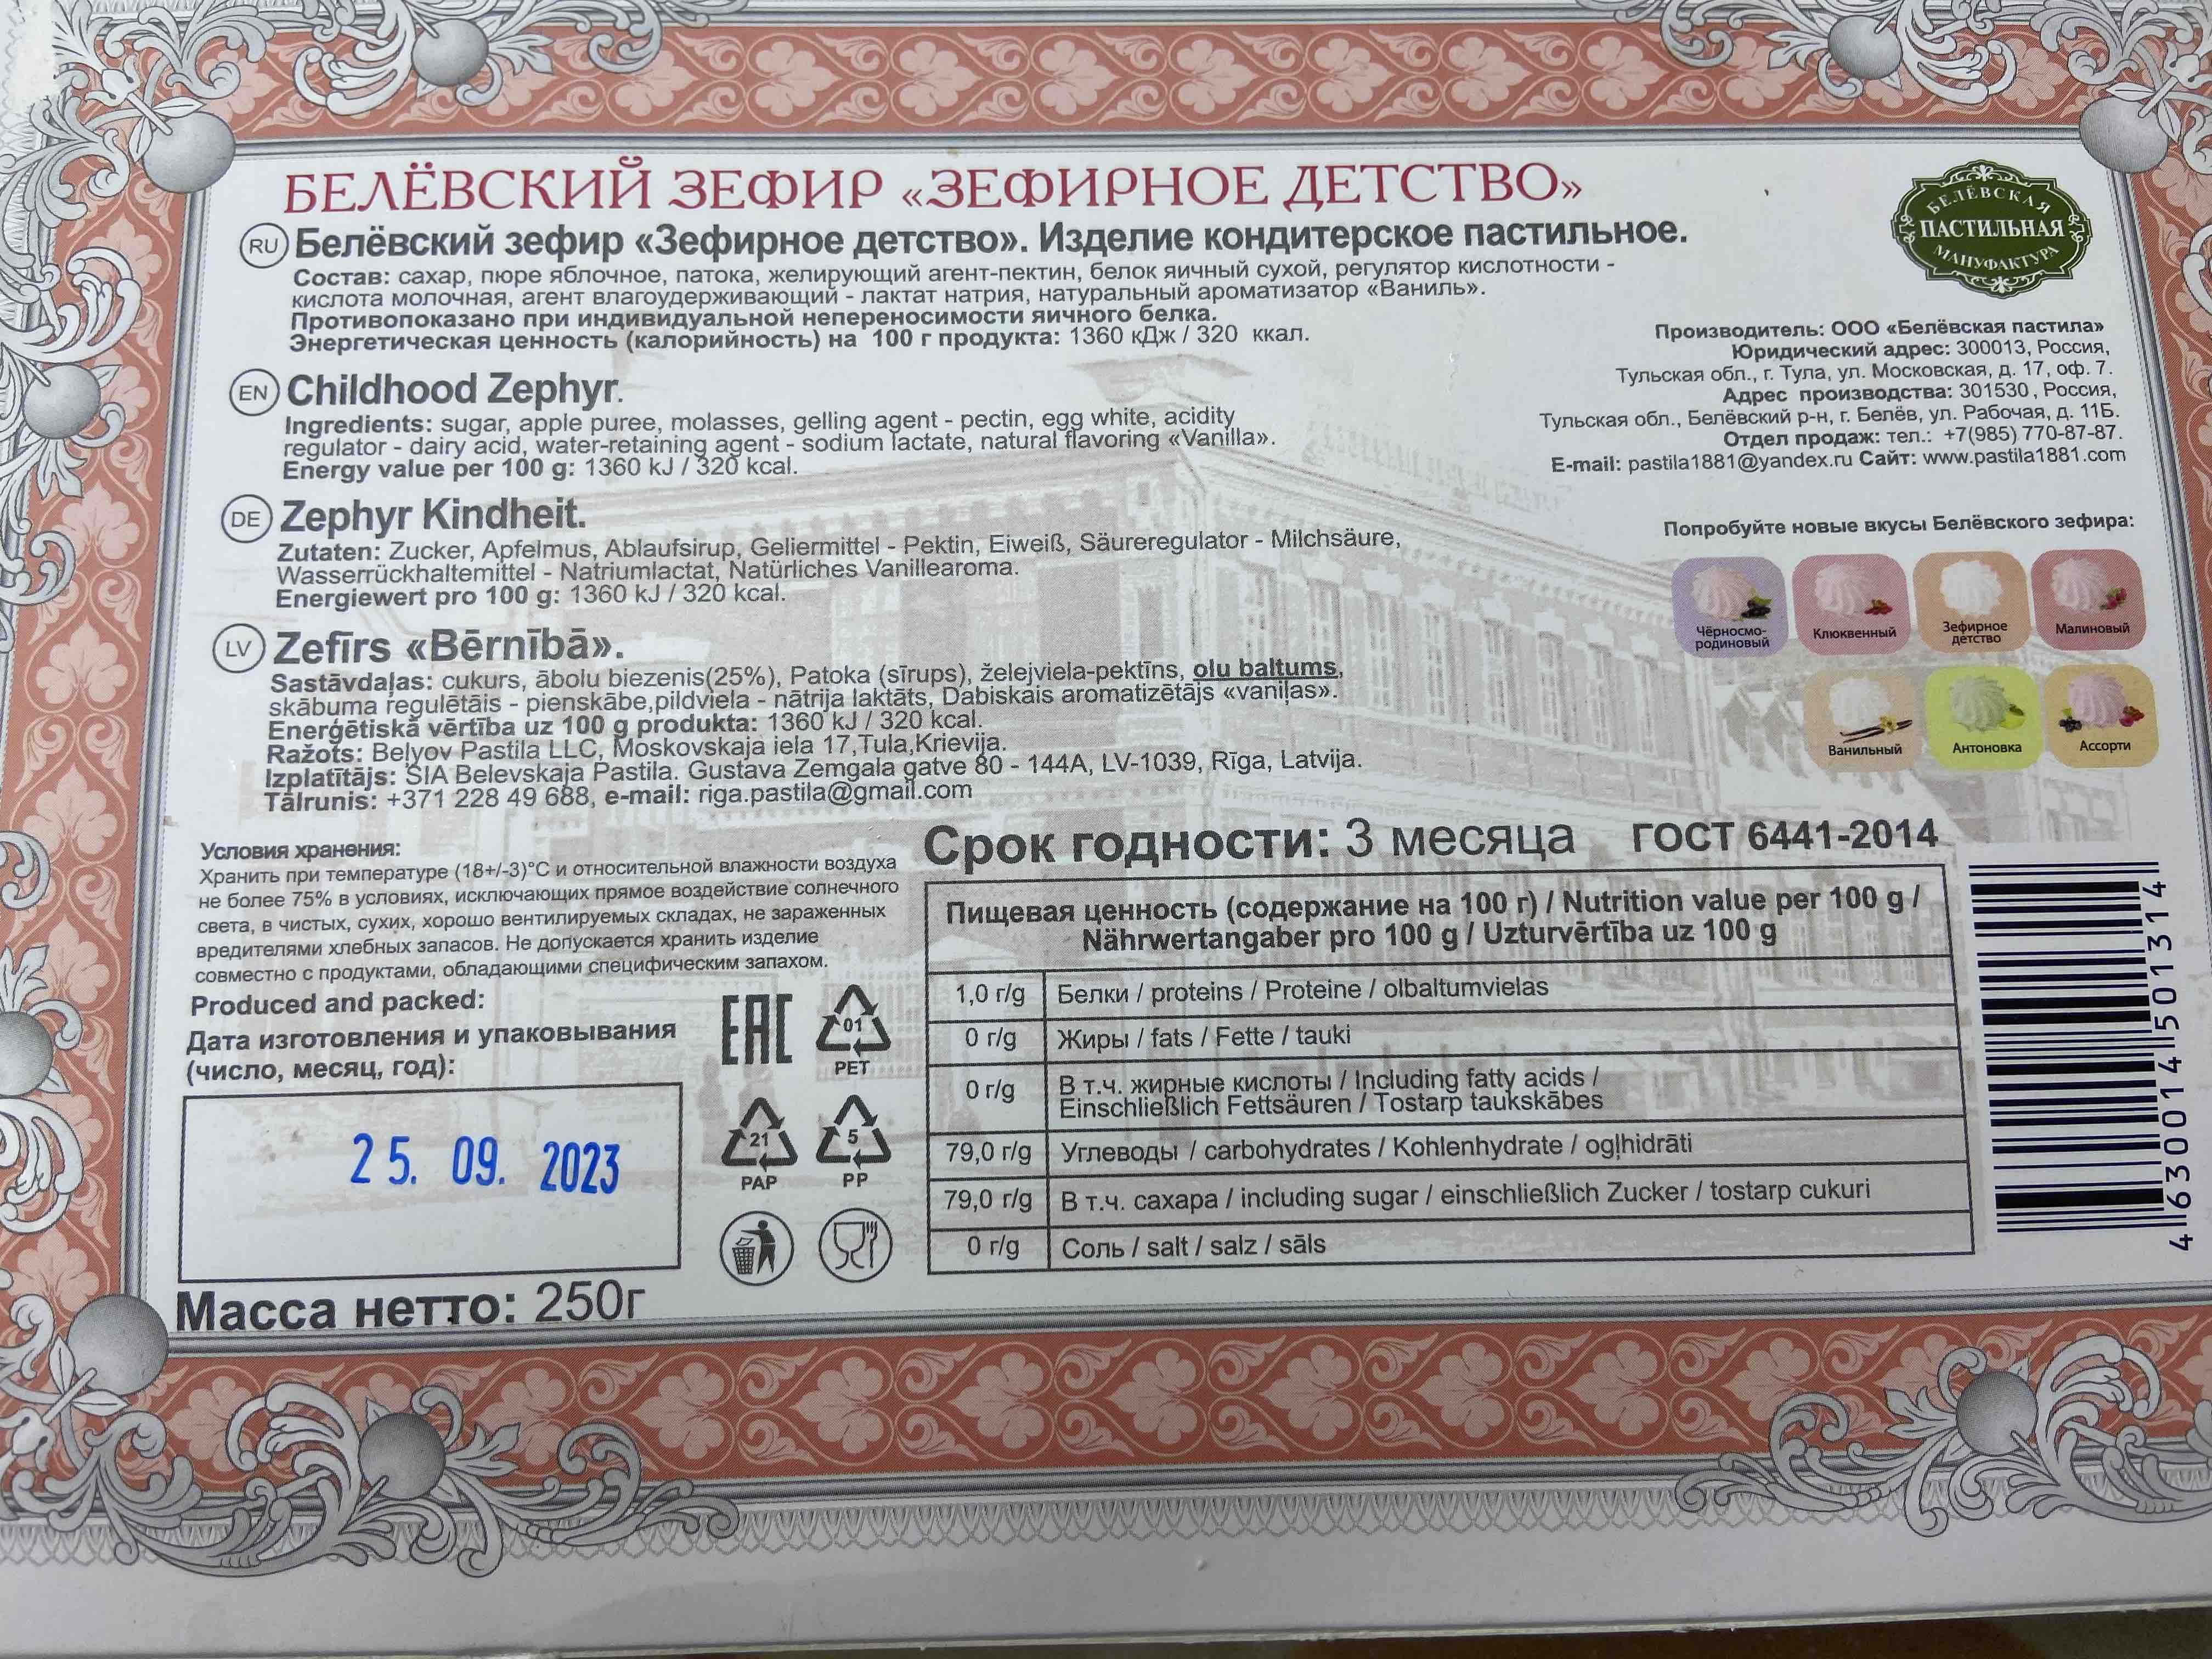 БЕЛЁВСКИЙ ЗЕФИР «ЗЕФИРНОЕ ДЕТСТВО»
RU Белёвский зефир «Зефирное детство». Изделие кондитерское пастильное.
Состав: сахар, пюре яблочное, патока, желирующий агент-пектин, белок яичный сухой, регулятор кислотности -
кислота молочная, агент влагоудерживающий - лактат натрия, натуральный ароматизатор «Ваниль».
Противопоказано при индивидуальной непереносимости яичного белка.
Энергетическая ценность (калорийность) на 100 г продукта: 1360 кДж / 320 ккал.
EN Childhood Zephyr.
Ingredients: sugar, apple puree, molasses, gelling agent - pectin, egg white, acidity
regulator - dairy acid, water-retaining agent - sodium lactate, natural flavoring «Vanilla».
Energy value per 100 g: 1360 kJ / 320 kcal.
DE Zephyr Kindheit.
Zutaten: Zucker, Apfelmus, Ablaufsirup, Geliermittel - Pektin, Eiweiß, Säureregulator - Milchsäure,
Wasserrückhaltemittel - Natriumlactat, Natürliches Vanillearoma.
Energiewert pro 100 g: 1360 kJ / 320 kcal.
LV Zefīrs «Bērnībā».
Sastāvdaļas: cukurs, ābolu biezenis(25%), Patoka (sīrups), želejviela-pektīns, olu baltums,
skābuma regulētāis - pienskābe,pildviela - nātrija laktāts, Dabiskais aromatizētājs «vaniļas».
Enerģētiskā vērtība uz 100 g produkta: 1360 kJ / 320 kcal.
Ražots: Belyov Pastila LLC, Moskovskaja iela 17,Tula,Krievija.
Izplatītājs: SIA Belevskaja Pastila. Gustava Zemgala gatve 80 - 144A, LV-1039, Rīga, Latvija.
Tālrunis: +371 228 49 688, e-mail: riga.pastila@gmail.com
БЕЛЁВСКАЯ
ПАСТИЛЬНАЯ
МАНУФАКТУРА
Производитель: ООО «Белёвская пастила»
Юридический адрес: 300013, Россия,
Тульская обл., г. Тула, ул. Московская, д. 17, оф. 7.
Адрес производства: 301530, Россия,
Тульская обл., Белёвский р-н, г. Белёв, ул. Рабочая, д. 11Б.
Отдел продаж: тел.: +7(985) 770-87-87.
E-mail: pastila1881@yandex.ru Сайт: www.pastila1881.com
Попробуйте новые вкусы Белёвского зефира:
Чёрносмо-
родиновый
Клюквенный
Зефирное
детство
Малиновый
Ванильный
Антоновка
Ассорти
Условия хранения:
Хранить при температуре (18+/-3)°С и относительной влажности воздуха
не более 75% в условиях, исключающих прямое воздействие солнечного
света, в чистых, сухих, хорошо вентилируемых складах, не зараженных
вредителями хлебных запасов. Не допускается хранить изделие
совместно с продуктами, обладающими специфическим запахом.
Produced and packed:
Дата изготовления и упаковывания
(число, месяц, год):
25. 09. 2023
Масса нетто: 250г
EAC
01
PET
21
PAP
5
PP
Срок годности: 3 месяца ГОСТ 6441-2014
Пищевая ценность (содержание на 100 г) / Nutrition value per 100 g /
Nährwertangaber pro 100 g / Uzturvērtība uz 100 g
1,0 г/g Белки / proteins / Proteine / olbaltumvielas
0 г/g Жиры / fats / Fette / tauki
0 г/g В т.ч. жирные кислоты / Including fatty acids /
Einschließlich Fettsäuren / Tostarp taukskābes
79,0 г/g Углеводы / carbohydrates / Kohlenhydrate / ogļhidrāti
79,0 г/g В т.ч. сахара / including sugar / einschließlich Zucker / tostarp cukuri
0 г/g Соль / salt / salz / sāls
4 630014 501314